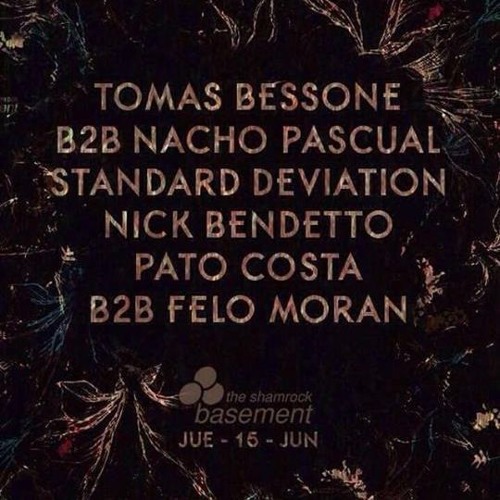 TOMAS BESSONE
B2B NACHO PASCUAL
STANDARD DEVIATION
NICK BENDETTO
PATO COSTA
B2B FELO MORAN
the shamrock
basement
JUE - 15 - JUN